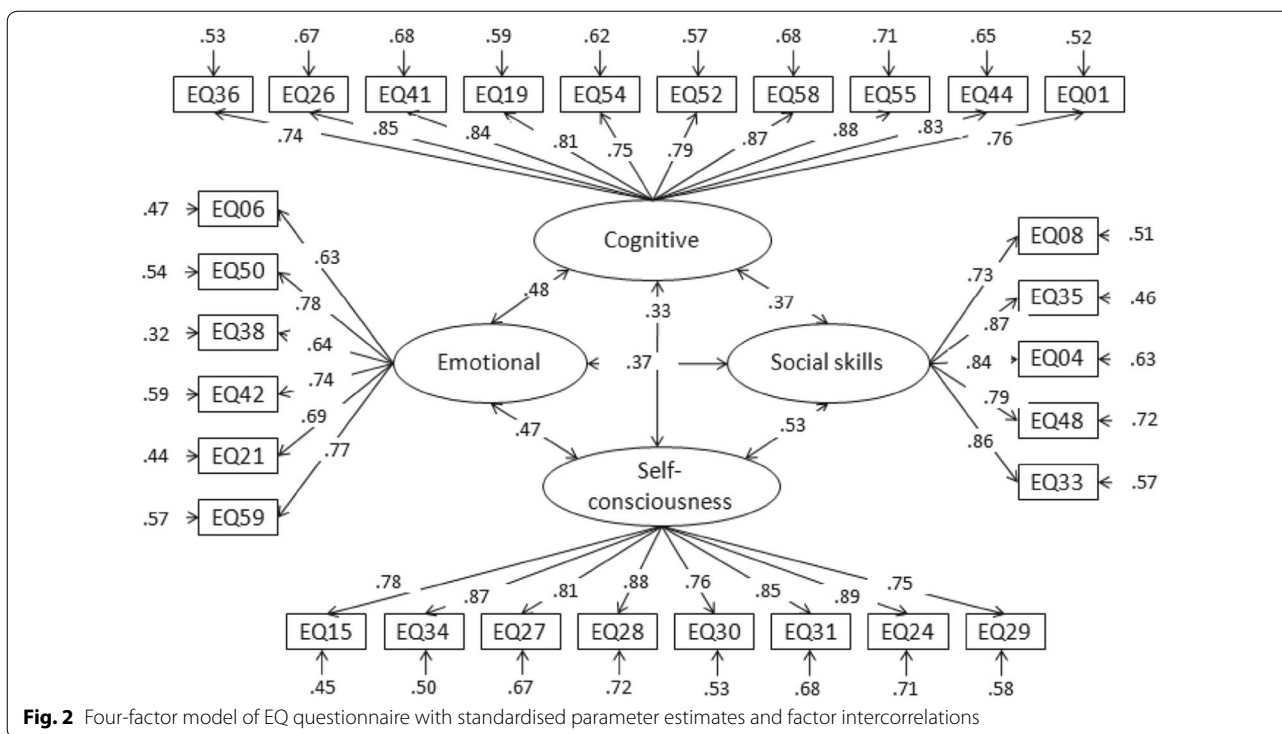 .53 .67 .68 .59 .62 .57 .68 .71 .65 .52
EQ36 EQ26 EQ41 EQ19 EQ54 EQ52 EQ58 EQ55 EQ44 EQ01
.74 .85 .84 .81 .75 .79 .87 .88 .83 .76
Cognitive
.47 EQ06 .63
.54 EQ50 .78
.32 EQ38 .64
.59 EQ42 .74
.44 EQ21 .69
.57 EQ59 .77
.48 .33 .37
Emotional .37 Social skills
.47 .53
.73 EQ08 .51
.87 EQ35 .46
.84 EQ04 .63
.79 EQ48 .72
.86 EQ33 .57
Self-
consciousness
.78 .87 .81 .88 .76 .85 .89 .75
EQ15 EQ34 EQ27 EQ28 EQ30 EQ31 EQ24 EQ29
.45 .50 .67 .72 .53 .68 .71 .58
Fig. 2 Four-factor model of EQ questionnaire with standardised parameter estimates and factor intercorrelations